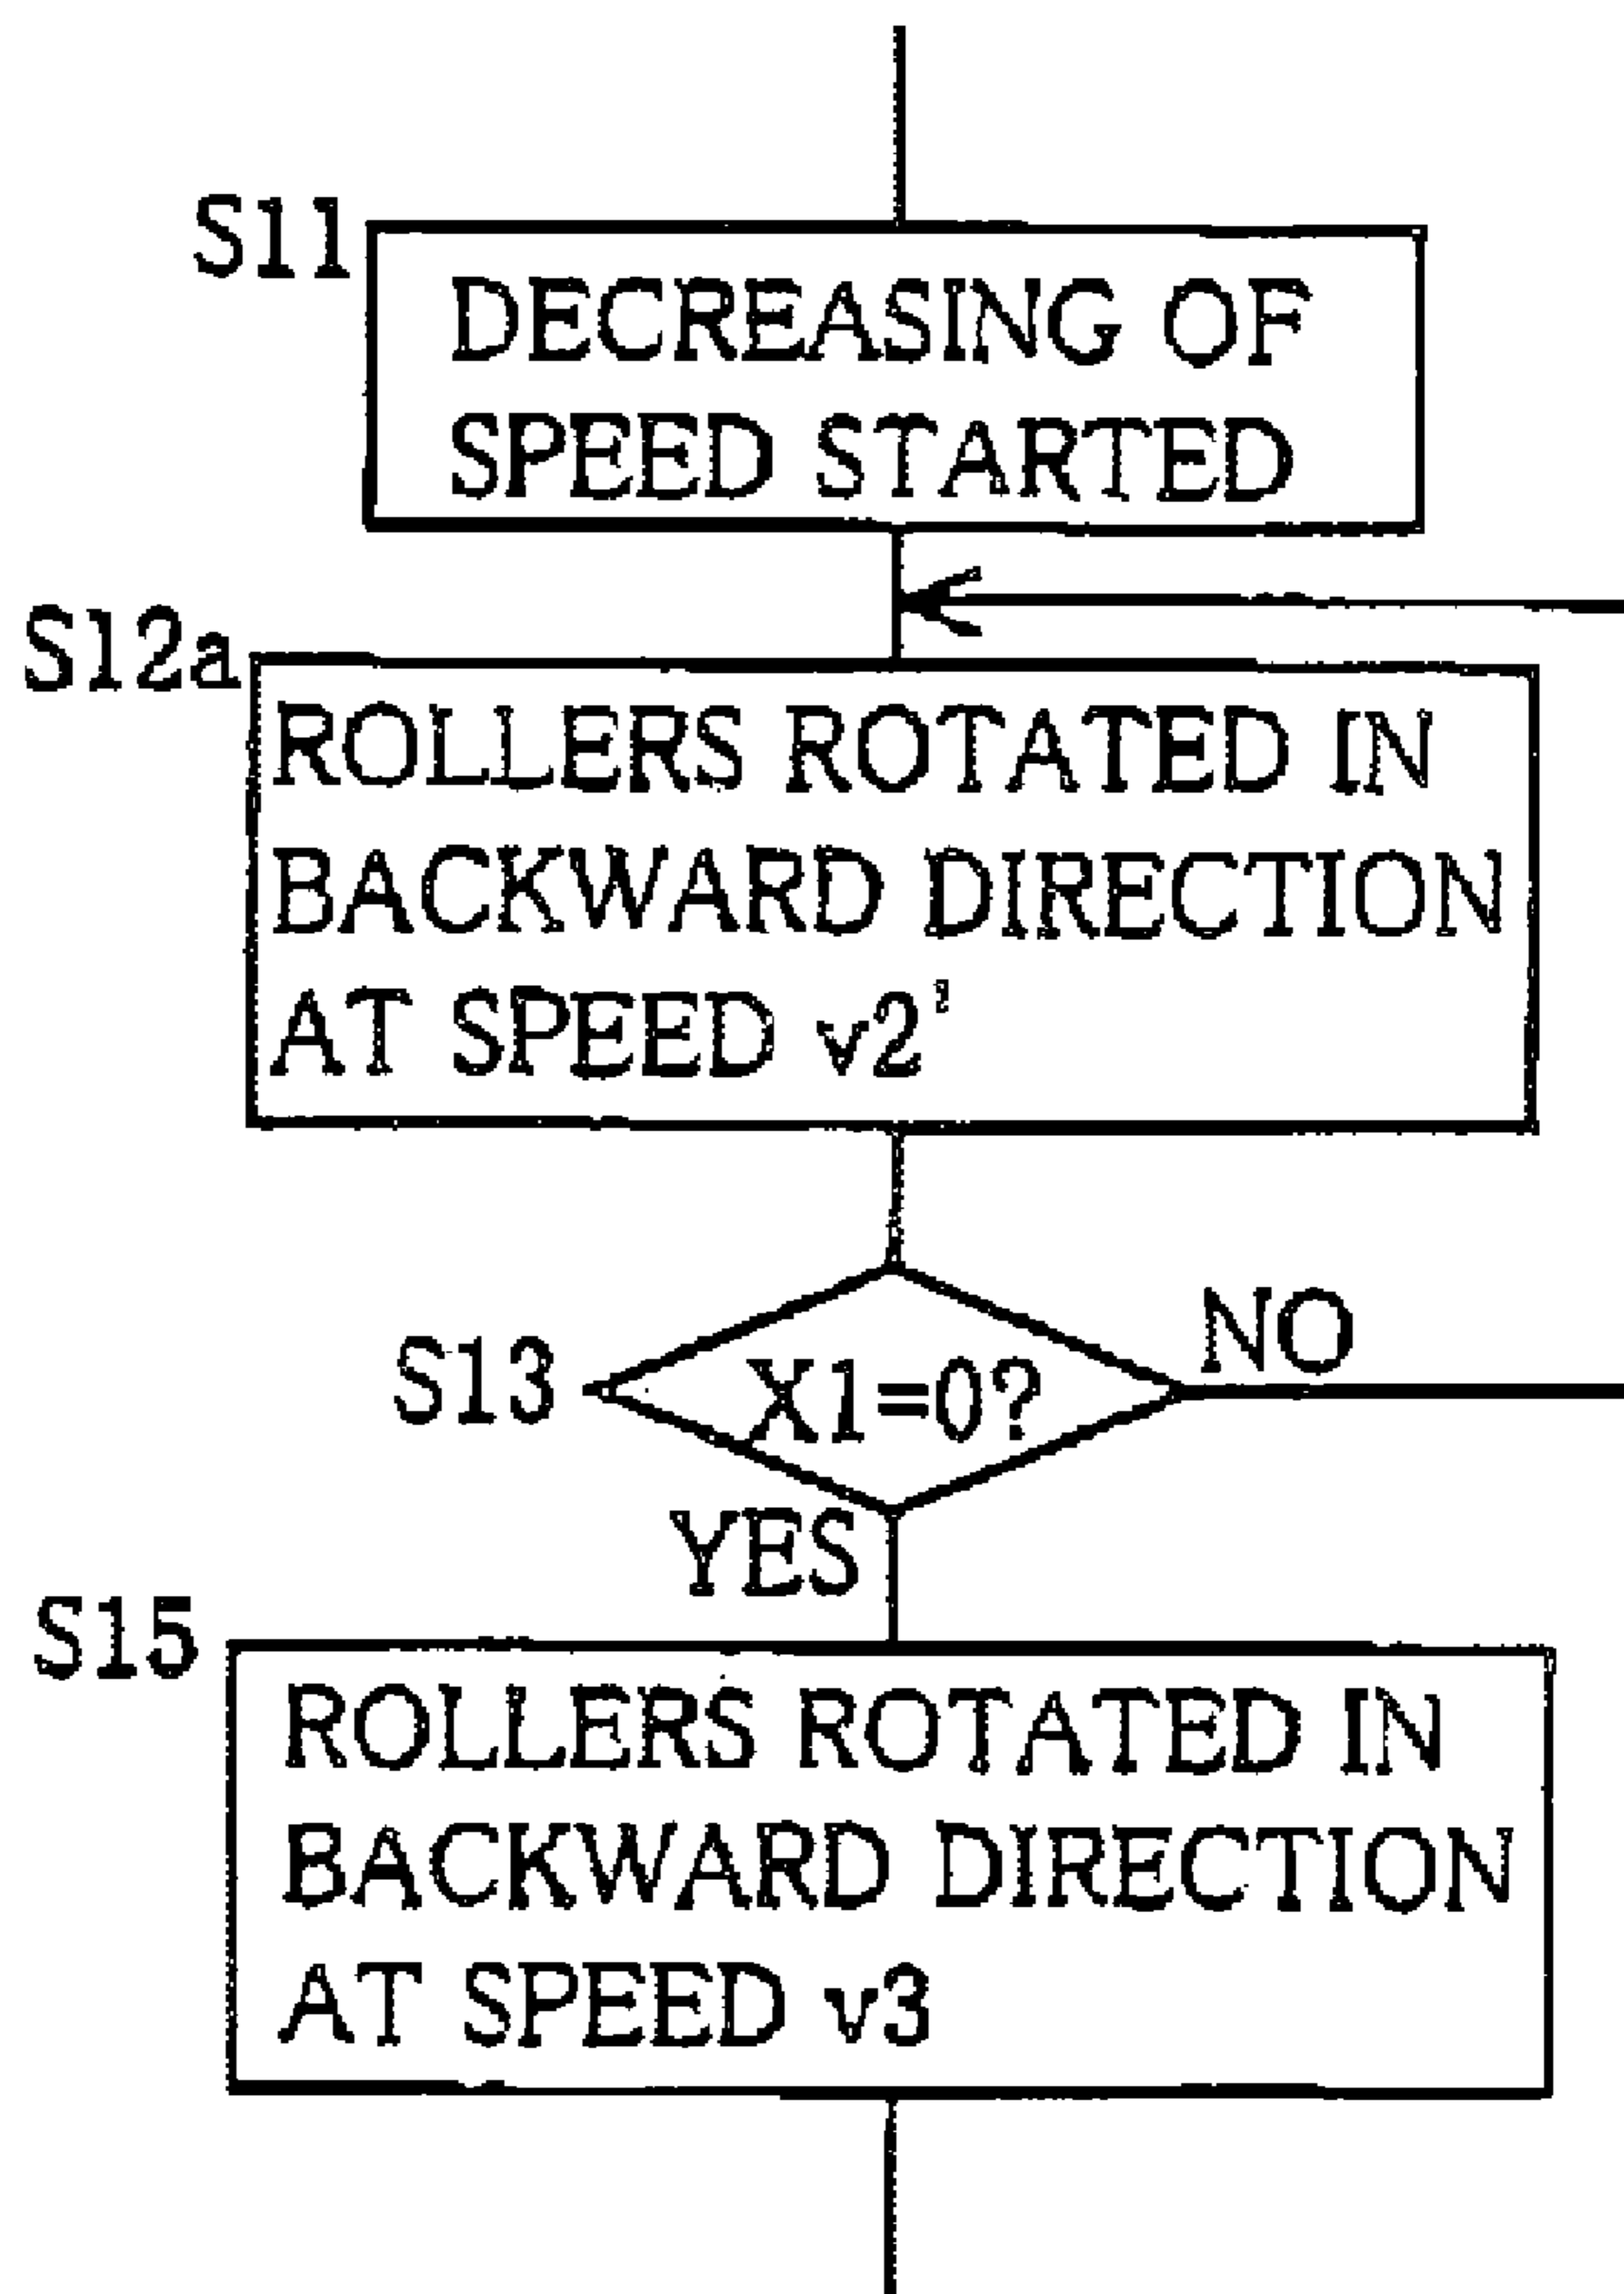 S11
DECREASING OF
SPEED STARTED
S12a
ROLLERS ROTATED IN
BACKWARD DIRECTION
AT SPEED v2'
S13
X1=0?
NO
YES
S15
ROLLERS ROTATED IN
BACKWARD DIRECTION
AT SPEED v3